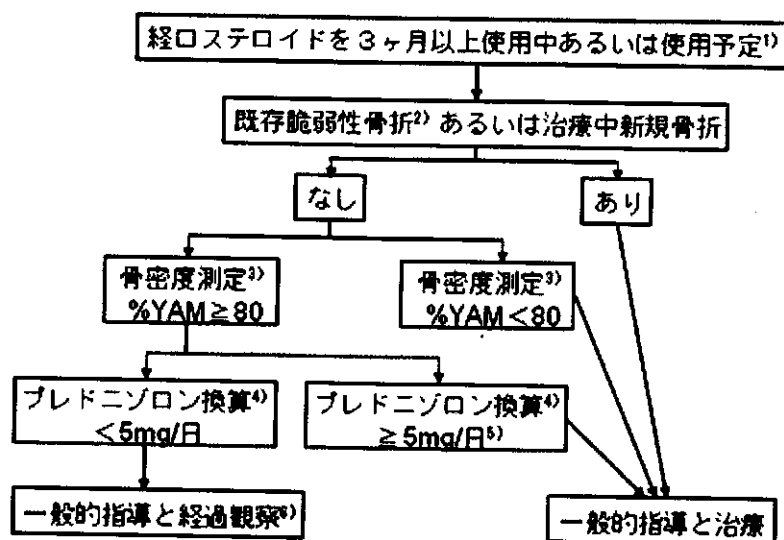 経口ステロイドを３ヶ月以上使用中あるいは使用予定¹⁾
既存脆弱性骨折²⁾あるいは治療中新規骨折
なし
あり
骨密度測定³⁾
%YAM≧80
骨密度測定³⁾
%YAM＜80
プレドニゾロン換算⁴⁾
＜5mg/日
プレドニゾロン換算⁴⁾
≧5mg/日⁵⁾
一般的指導と経過観察⁶⁾
一般的指導と治療